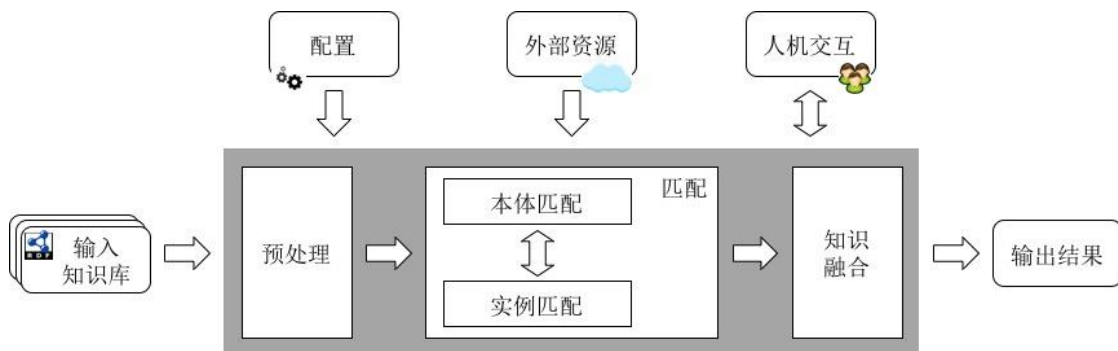 配置
外部资源
人机交互
匹配
本体匹配
RDF
输入
知识库
预处理
知识
融合
输出结果
实例匹配